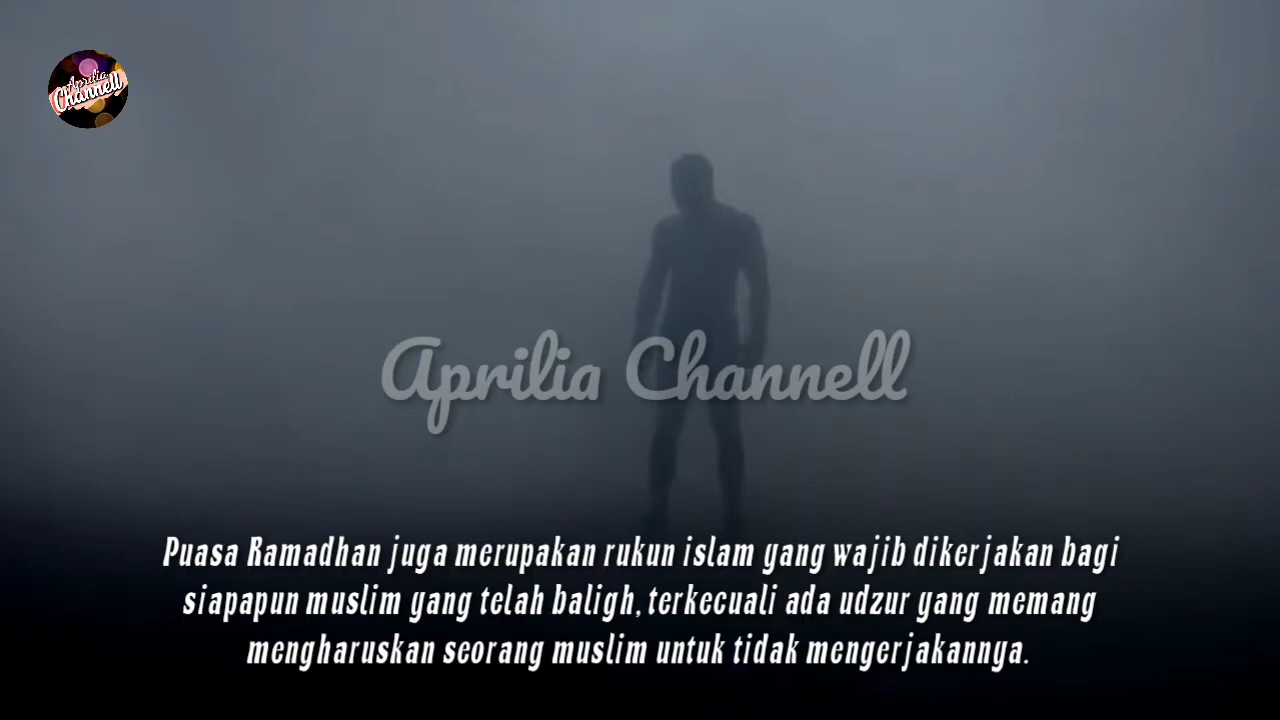 Aprilia
Channell
Aprilia Channell
Puasa Ramadhan juga merupakan rukun islam yang wajib dikerjakan bagi
siapapun muslim yang telah baligh, terkecuali ada udzur yang memang
mengharuskan seorang muslim untuk tidak mengerjakannya.